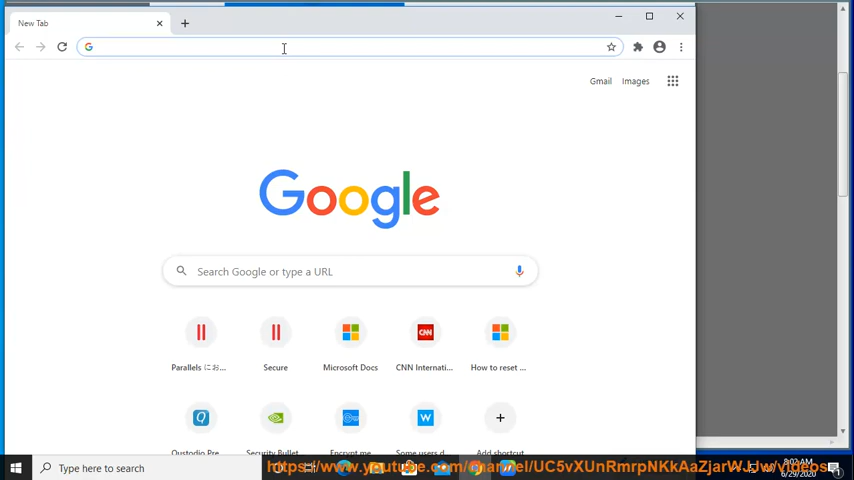 New Tab
Gmail Images
Google
Search Google or type a URL
Parallels にお... Secure Microsoft Docs CNN Internati... How to reset ...
CNN
Qustodio Pre... Security Bullet... Encrypt me Some users d... Add shortcut
Type here to search
https://www.youtube.com/channel/UC5vXUnRmrpNKkAaZjarWJJw/videos
8:02 AM
6/29/2020